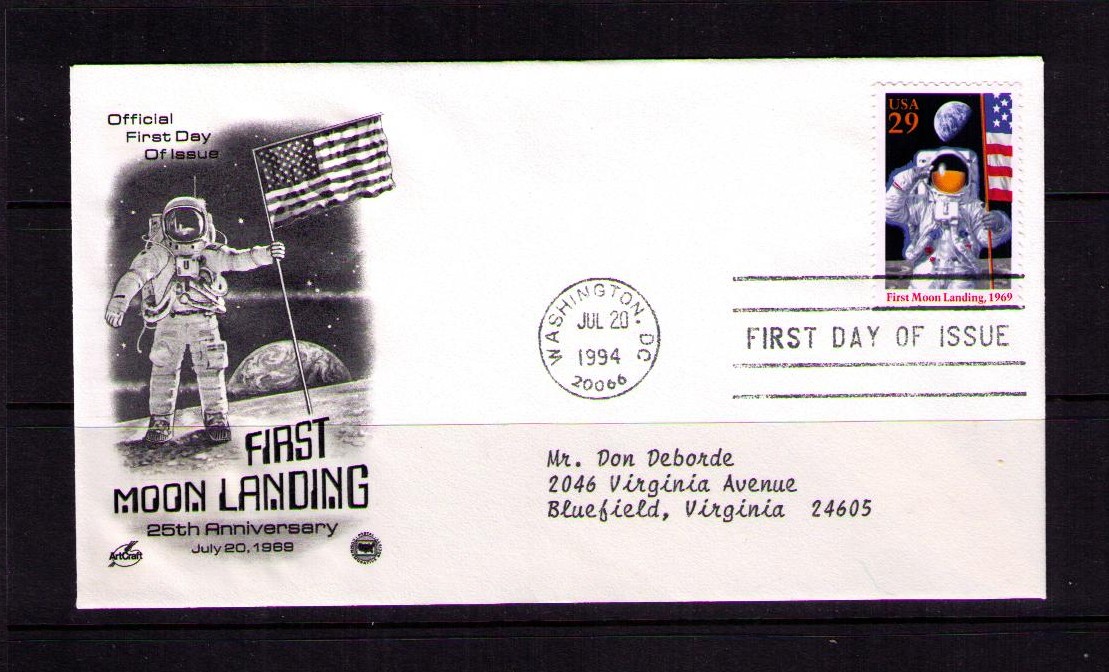 Official
First Day
Of Issue
FIRST
MOON LANDING
25th Anniversary
July 20, 1969
ArtCraft
USA
29
First Moon Landing, 1969
WASHINGTON, DC
JUL 20
1994
20066
FIRST DAY OF ISSUE
Mr. Don Deborde
2046 Virginia Avenue
Bluefield, Virginia 24605